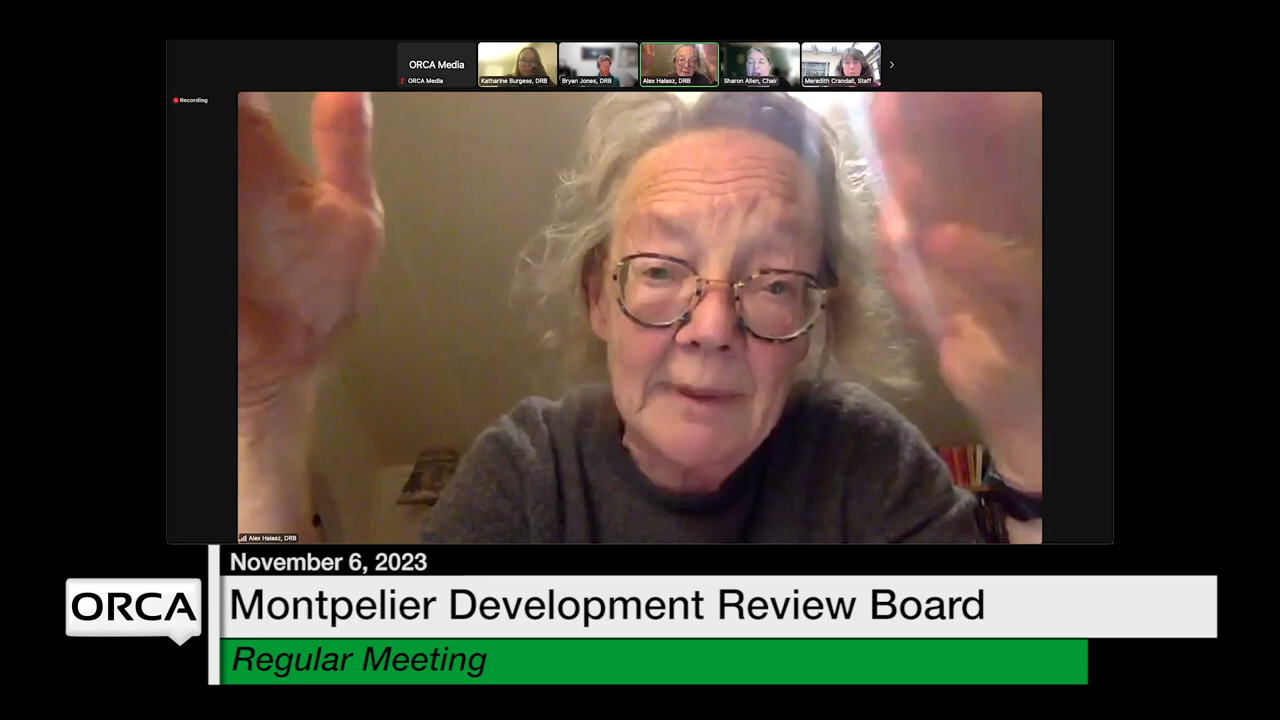 ORCA Media
ORCA Media
Katharine Burgess, DRB
Bryan Jones, DRB
Alex Halasz, DRB
Sharon Allen, Chair
Meredith Crandall, Staff
Recording
Alex Halasz, DRB
November 6, 2023
ORCA
Montpelier Development Review Board
Regular Meeting